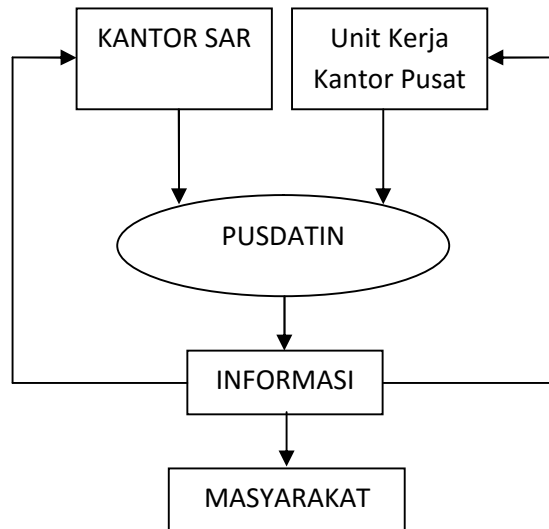 KANTOR SAR
Unit Kerja
Kantor Pusat
PUSDATIN
INFORMASI
MASYARAKAT